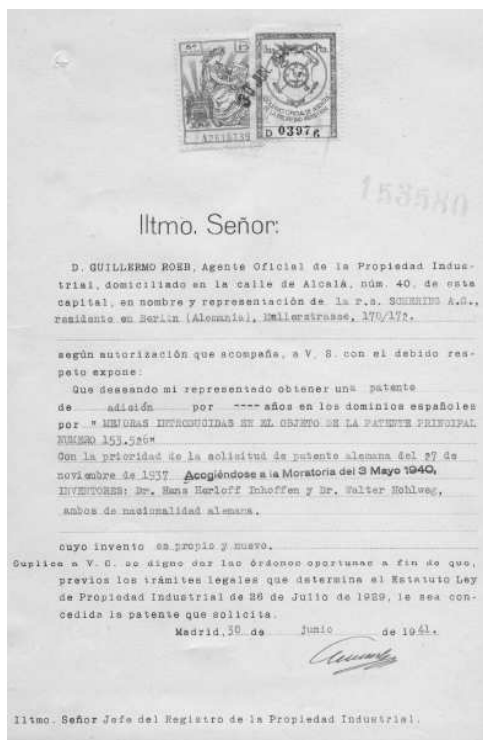 A2618739
D 0397
153580
Iltmo. Señor:
D. GUILLERMO ROEB, Agente Oficial de la Propiedad Indus-
trial, domiciliado en la calle de Alcalá, núm. 40, de esta
capital, en nombre y representación de la r.s. SCHERING A.G.,
residente en Berlín (Alemania),
según autorización que acompaña, a V. S. con el debido res-
peto expone:
Que deseando mi representado obtener una patente
de adición por ---- años en los dominios españoles
por " MEJORAS INTRODUCIDAS EN EL OBJETO DE LA PATENTE PRINCIPAL
NUMERO 153.526"
Con la prioridad de la solicitud de patente alemana del 27 de
noviembre de 1937 Acogiéndose a la Moratoria del 3 Mayo 1940,
INVENTORES: Dr. Hans Herloff Inhoffen y Dr. Walter Hohlweg,
ambos de nacionalidad alemana,
cuyo invento es propio y nuevo.
Suplica a V. S. se digne dar las órdenes oportunas a fin de que,
previos los trámites legales que determina el Estatuto Ley
de Propiedad Industrial de 26 de Julio de 1929, le sea con-
cedida la patente que solicita.
Madrid, 30 de junio de 1941.
Iltmo. Señor Jefe del Registro de la Propiedad Industrial.